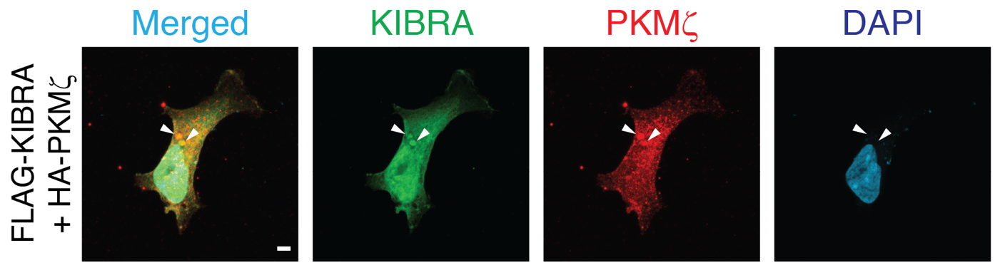 Merged
KIBRA
PKMζ
DAPI
FLAG-KIBRA
+ HA-PKMζ